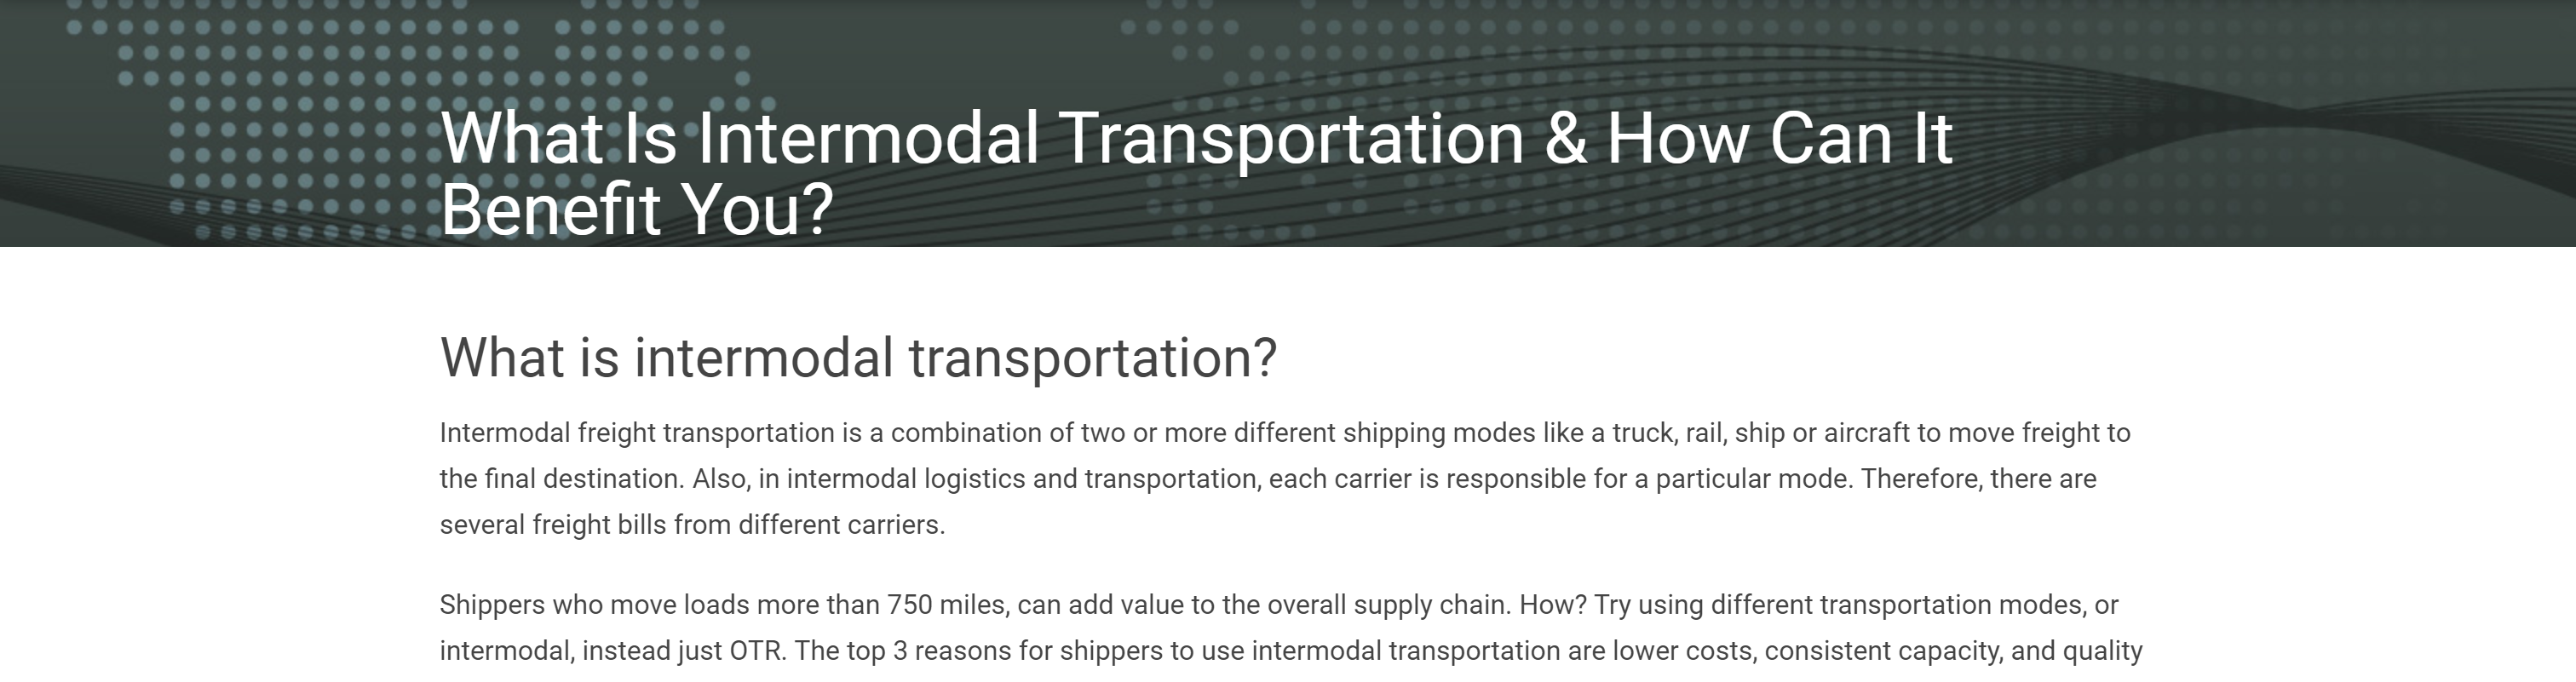 What Is Intermodal Transportation & How Can It
Benefit You?
What is intermodal transportation?
Intermodal freight transportation is a combination of two or more different shipping modes like a truck, rail, ship or aircraft to move freight to
the final destination. Also, in intermodal logistics and transportation, each carrier is responsible for a particular mode. Therefore, there are
several freight bills from different carriers.
Shippers who move loads more than 750 miles, can add value to the overall supply chain. How? Try using different transportation modes, or
intermodal, instead just OTR. The top 3 reasons for shippers to use intermodal transportation are lower costs, consistent capacity, and quality